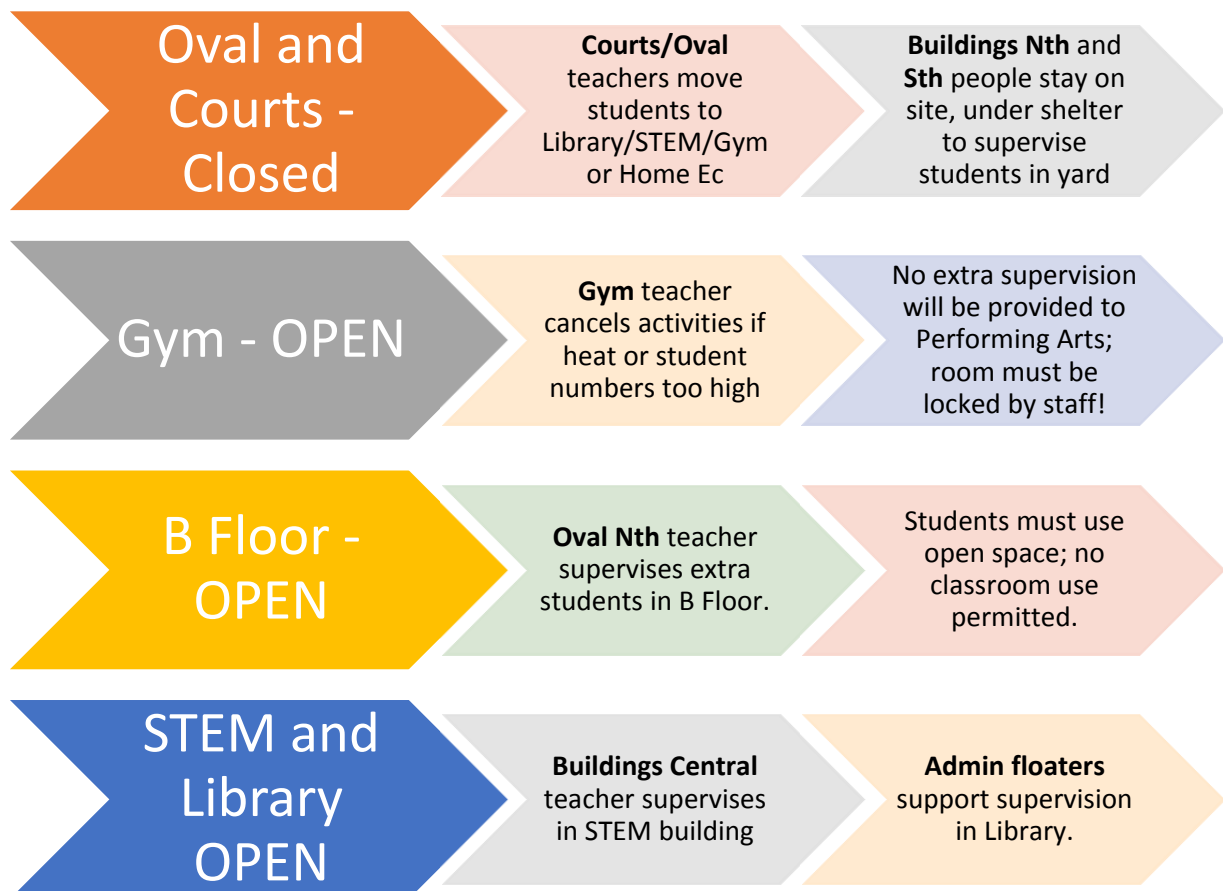 Oval and
Courts -
Closed
Courts/Oval
teachers move
students to
Library/STEM/Gym
or Home Ec
Buildings Nth and
Sth people stay on
site, under shelter
to supervise
students in yard
Gym - OPEN
Gym teacher
cancels activities if
heat or student
numbers too high
No extra supervision
will be provided to
Performing Arts;
room must be
locked by staff!
B Floor -
OPEN
Oval Nth teacher
supervises extra
students in B Floor.
Students must use
open space; no
classroom use
permitted.
STEM and
Library
OPEN
Buildings Central
teacher supervises
in STEM building
Admin floaters
support supervision
in Library.